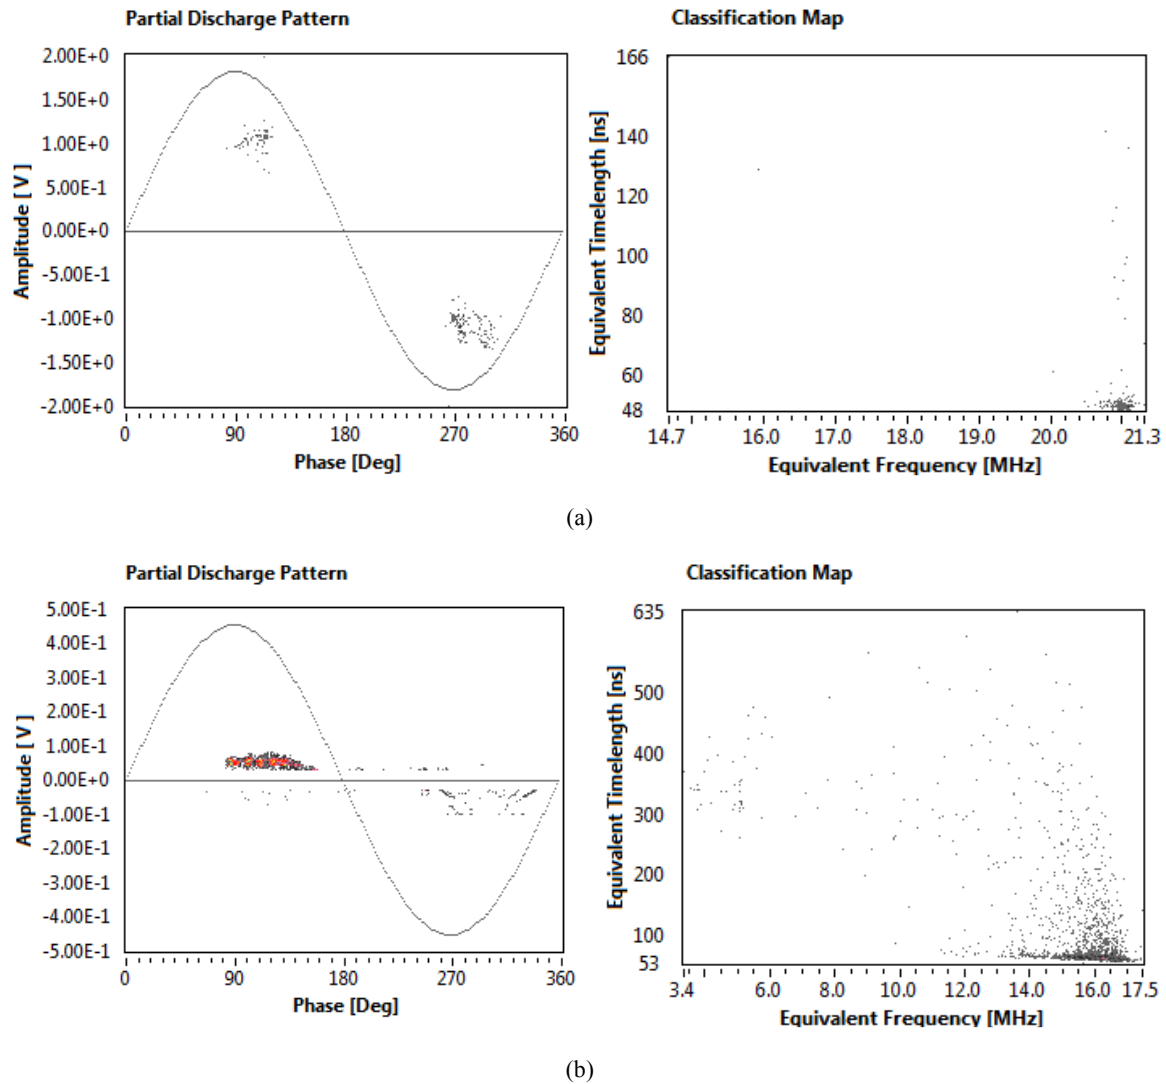 Partial Discharge Pattern
Classification Map
Amplitude [ V ]
2.00E+0
1.50E+0
1.00E+0
5.00E-1
0.00E+0
-5.00E-1
-1.00E+0
-1.50E+0
-2.00E+0
0 90 180 270 360
Phase [Deg]
Equivalent Timelength [ns]
166
140
120
100
80
60
48
14.7 16.0 17.0 18.0 19.0 20.0 21.3
Equivalent Frequency [MHz]
(a)
Partial Discharge Pattern
Classification Map
Amplitude [ V ]
5.00E-1
4.00E-1
3.00E-1
2.00E-1
1.00E-1
0.00E+0
-1.00E-1
-2.00E-1
-3.00E-1
-4.00E-1
-5.00E-1
0 90 180 270 360
Phase [Deg]
Equivalent Timelength [ns]
635
500
400
300
200
100
53
3.4 6.0 8.0 10.0 12.0 14.0 16.0 17.5
Equivalent Frequency [MHz]
(b)